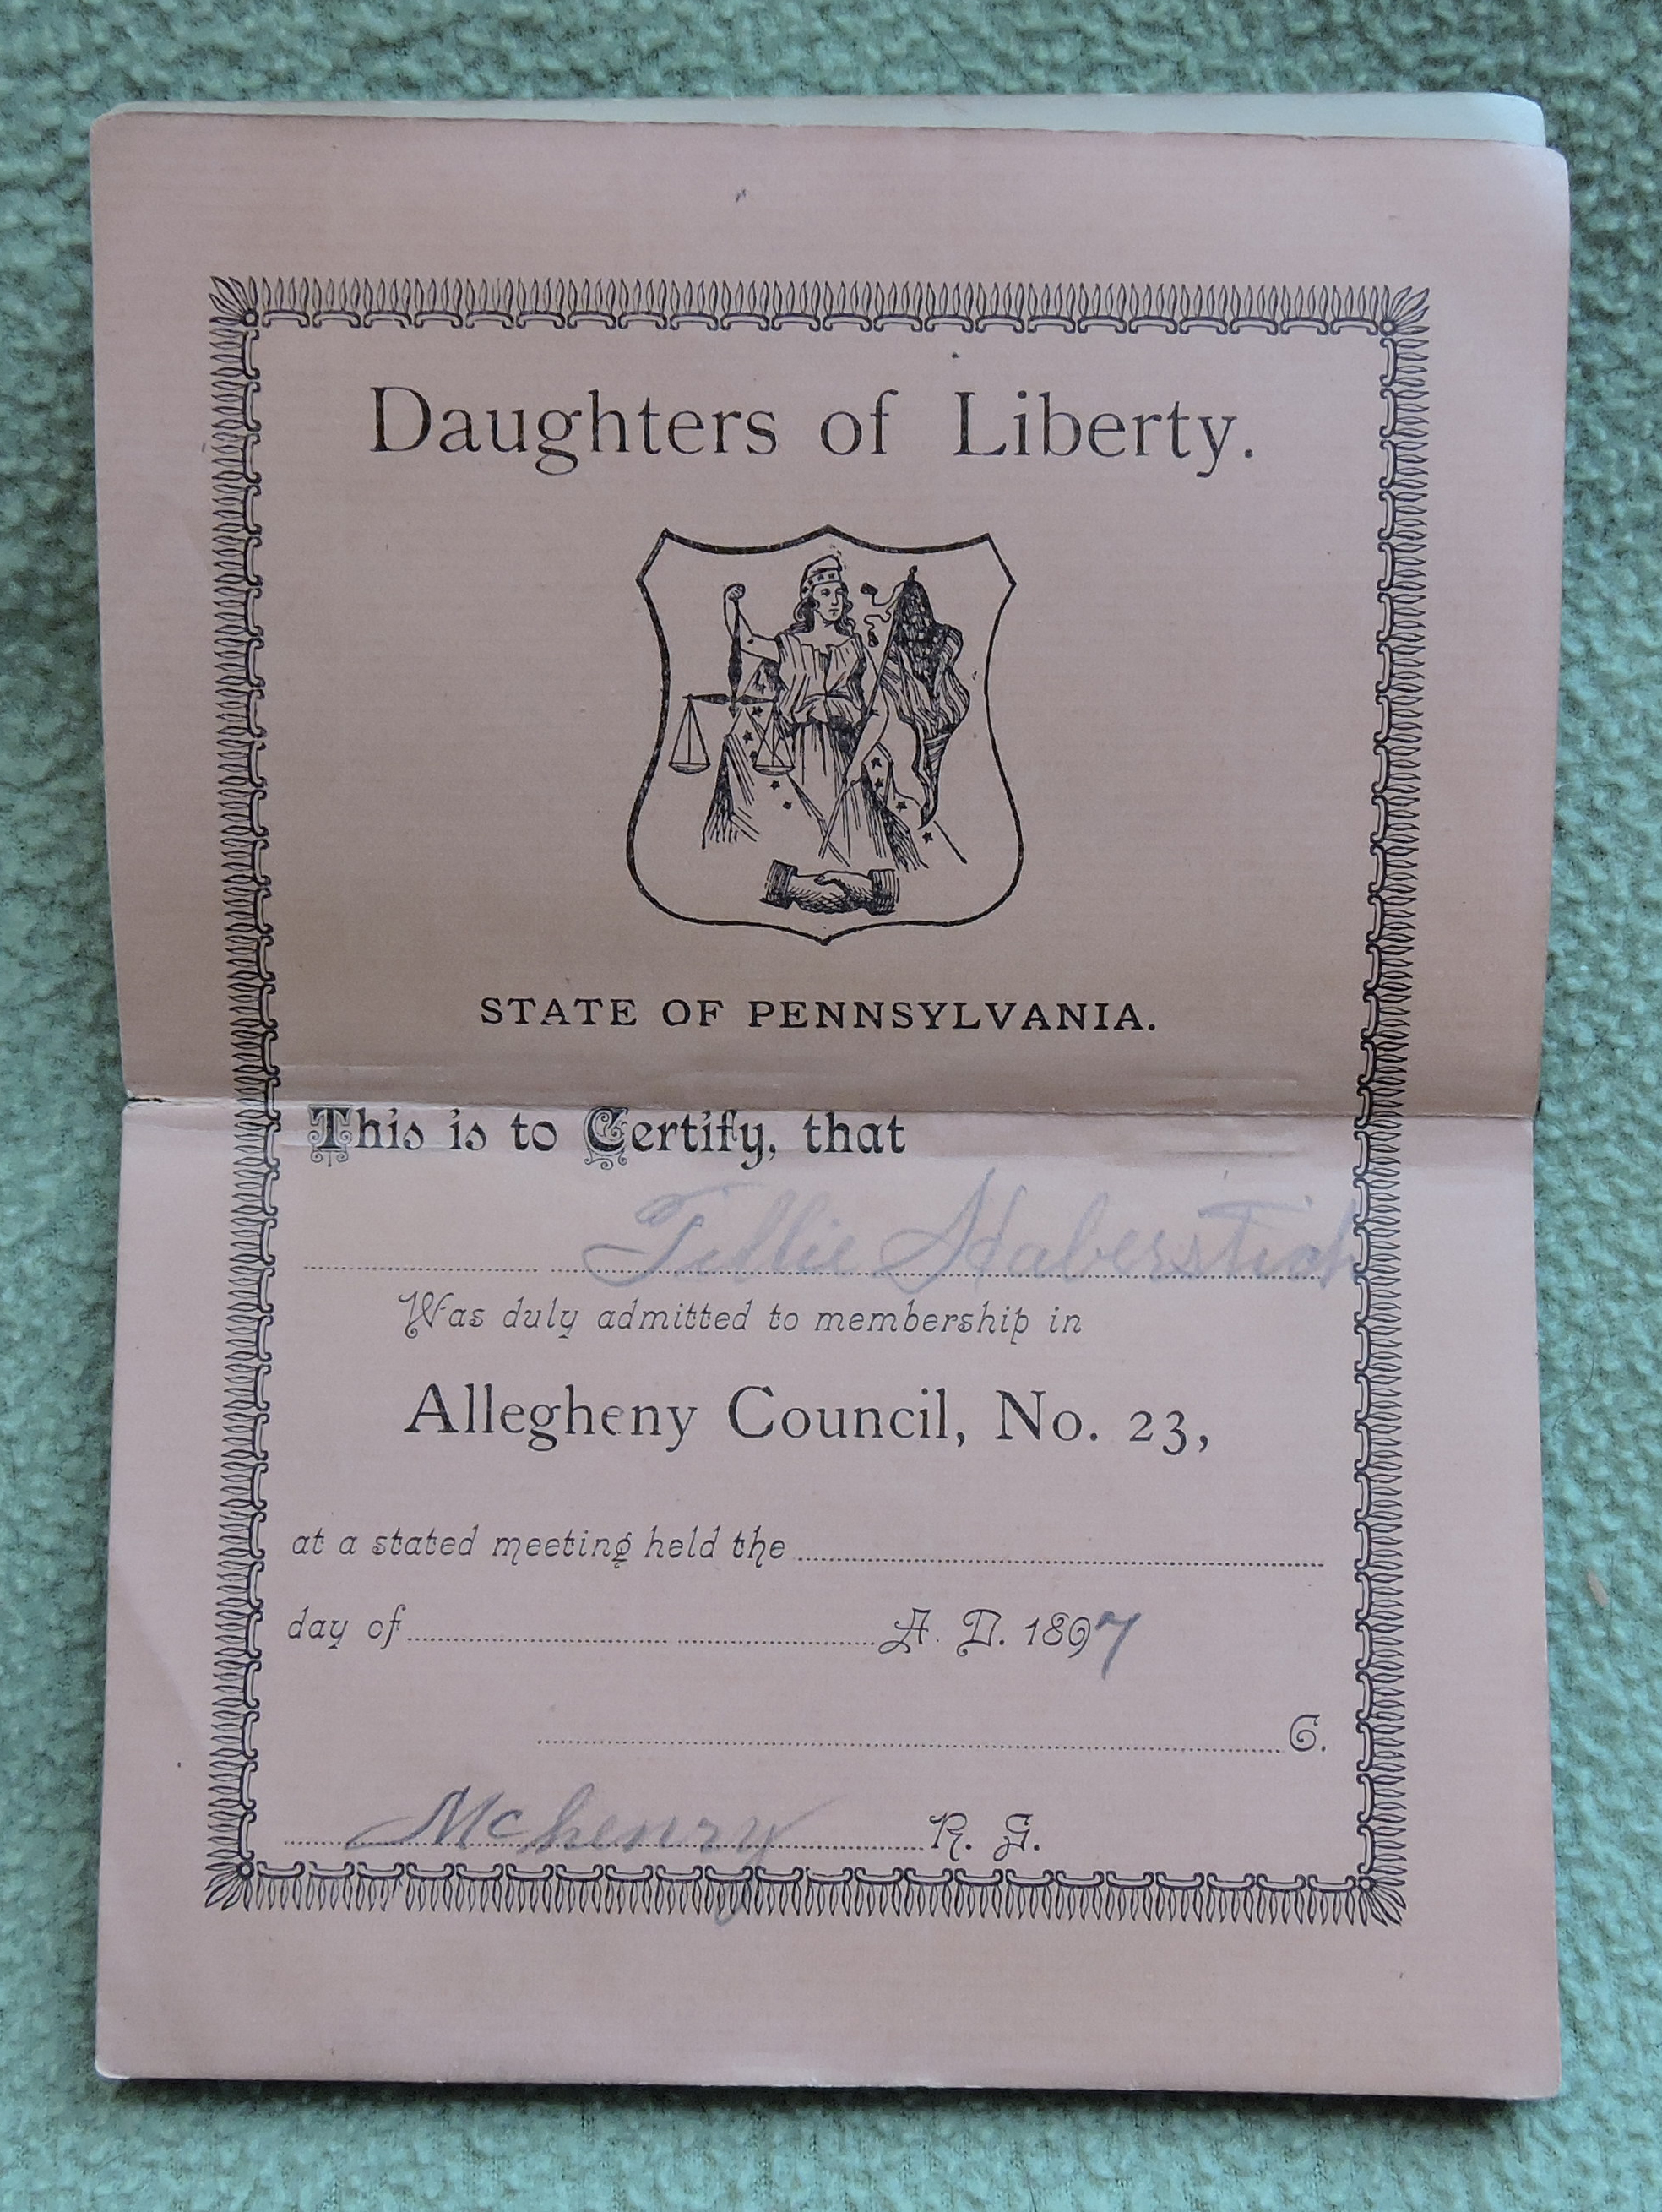 Daughters of Liberty.
STATE OF PENNSYLVANIA.
This is to Certify, that
Tillie Haberstich
Was duly admitted to membership in
Allegheny Council, No. 23,
at a stated meeting held the
day of A. D. 1897
C.
Mchenry R. S.